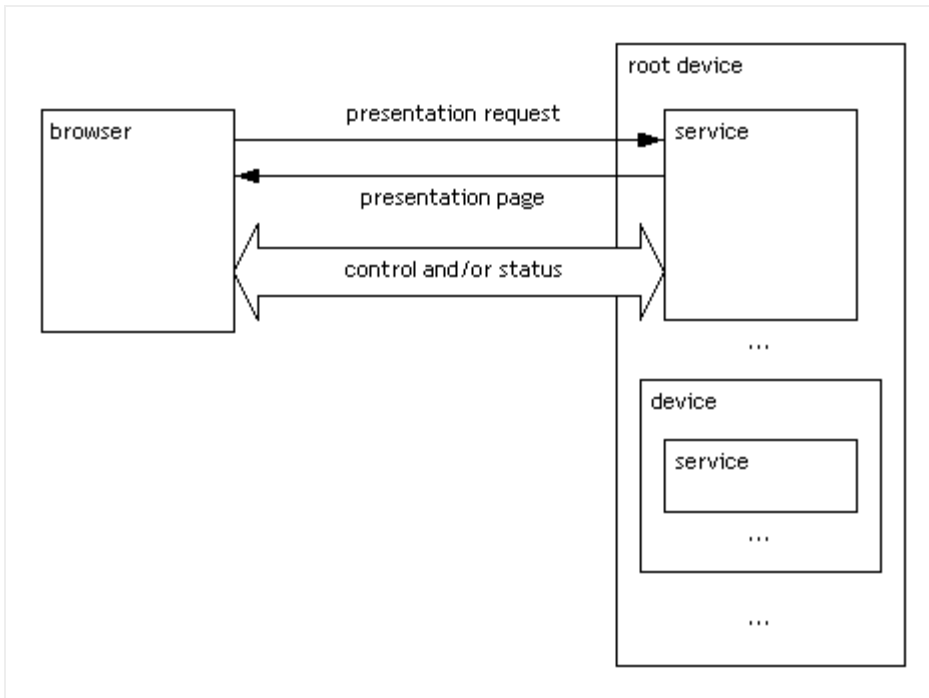 root device
browser
presentation request
service
presentation page
control and/or status
...
device
service
...
...